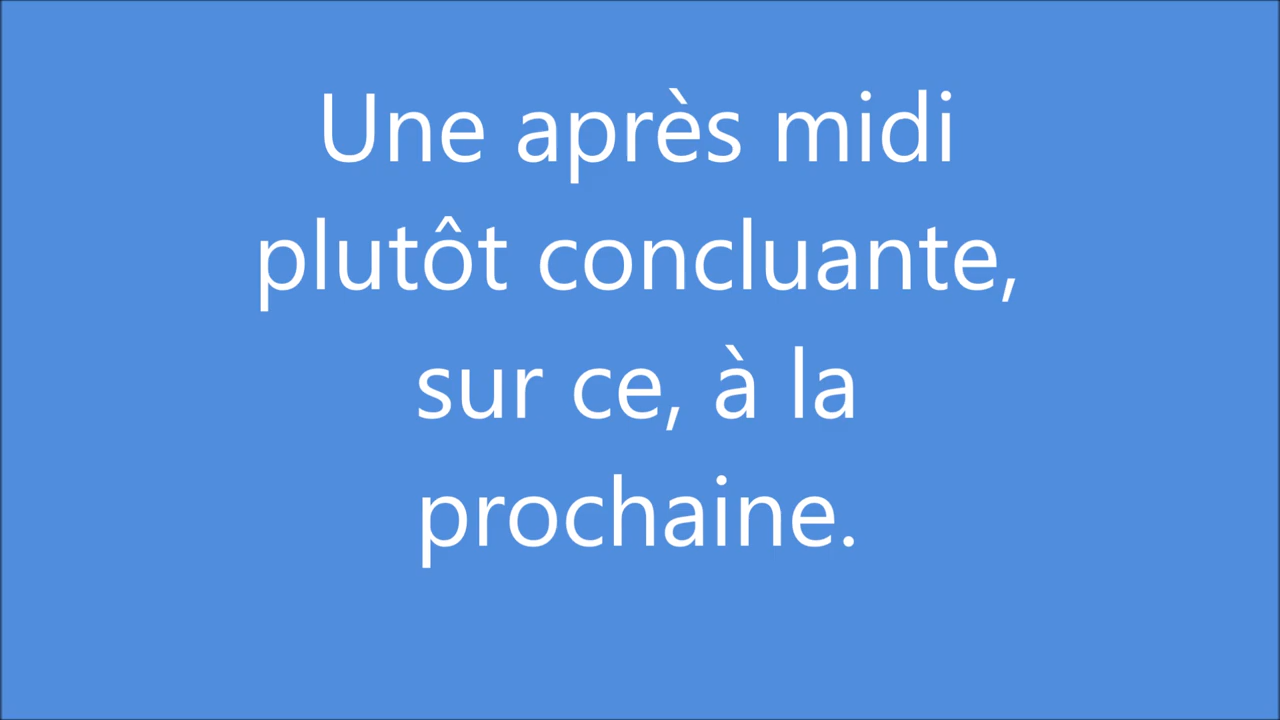 Une après midi
plutôt concluante,
sur ce, à la
prochaine.